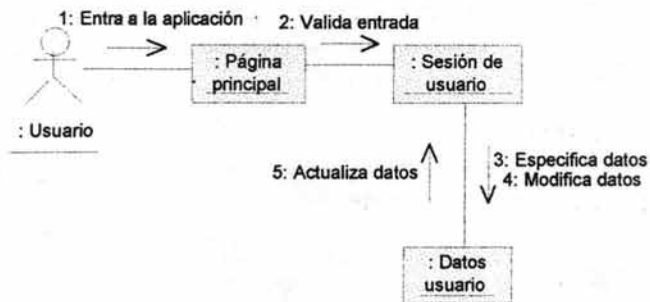 1: Entra a la aplicación
2: Valida entrada
: Página
principal
: Sesión de
usuario
: Usuario
5: Actualiza datos
3: Especifica datos
4: Modifica datos
: Datos
usuario